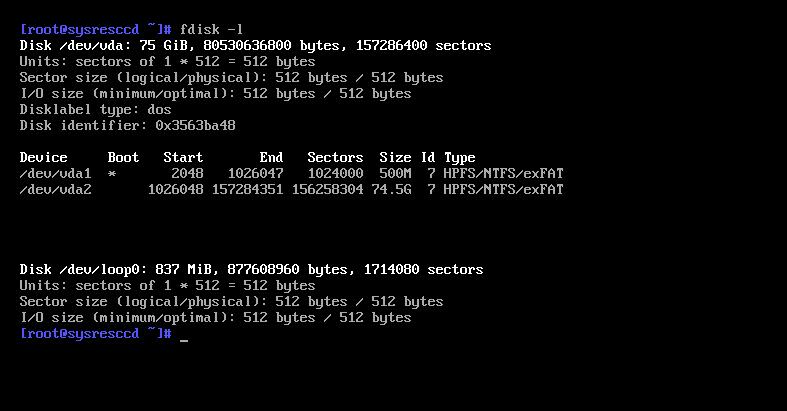 [root@sysresccd ~]# fdisk -l
Disk /dev/vda: 75 GiB, 80530636800 bytes, 157286400 sectors
Units: sectors of 1 * 512 = 512 bytes
Sector size (logical/physical): 512 bytes / 512 bytes
I/O size (minimum/optimal): 512 bytes / 512 bytes
Disklabel type: dos
Disk identifier: 0x3563ba48
Device     Boot   Start       End   Sectors  Size Id Type
/dev/vda1  *       2048   1026047   1024000  500M  7 HPFS/NTFS/exFAT
/dev/vda2       1026048 157284351 156258304 74.5G  7 HPFS/NTFS/exFAT
Disk /dev/loop0: 837 MiB, 877608960 bytes, 1714080 sectors
Units: sectors of 1 * 512 = 512 bytes
Sector size (logical/physical): 512 bytes / 512 bytes
I/O size (minimum/optimal): 512 bytes / 512 bytes
[root@sysresccd ~]# _